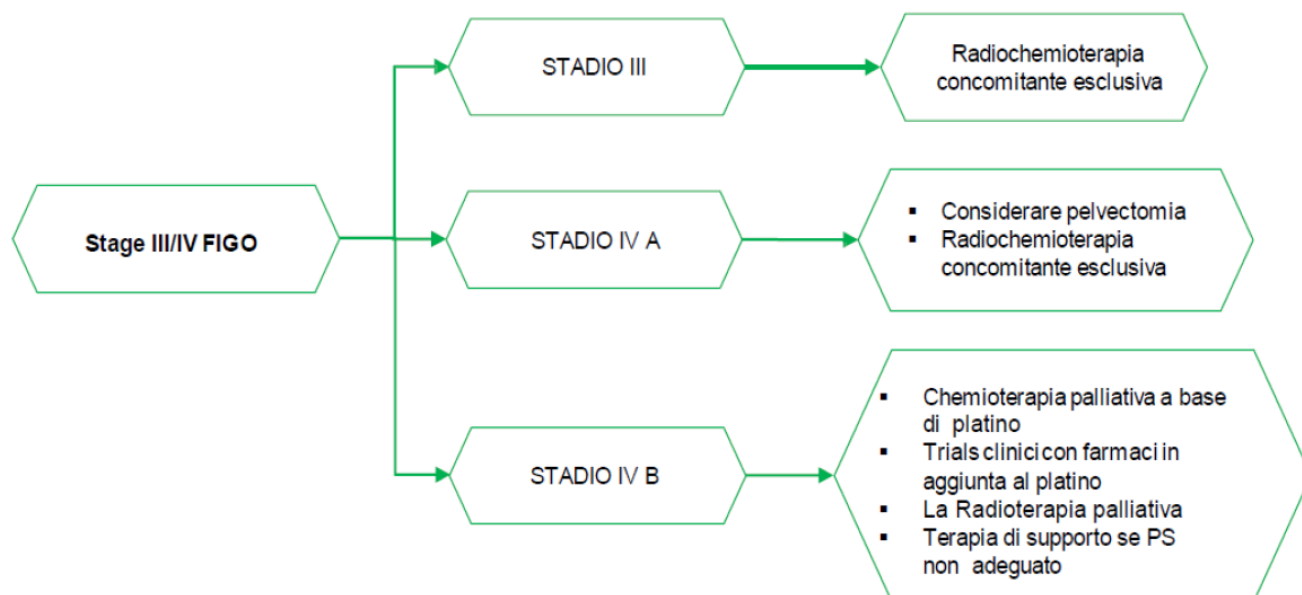 STADIO III
Radiochemioterapia
concomitante esclusiva
Stage III/IV FIGO
STADIO IV A
▪ Considerare pelvectomia
▪ Radiochemioterapia
concomitante esclusiva
STADIO IV B
▪ Chemioterapia palliativa a base
di platino
▪ Trials clinici con farmaci in
aggiunta al platino
▪ La Radioterapia palliativa
▪ Terapia di supporto se PS
non adeguato